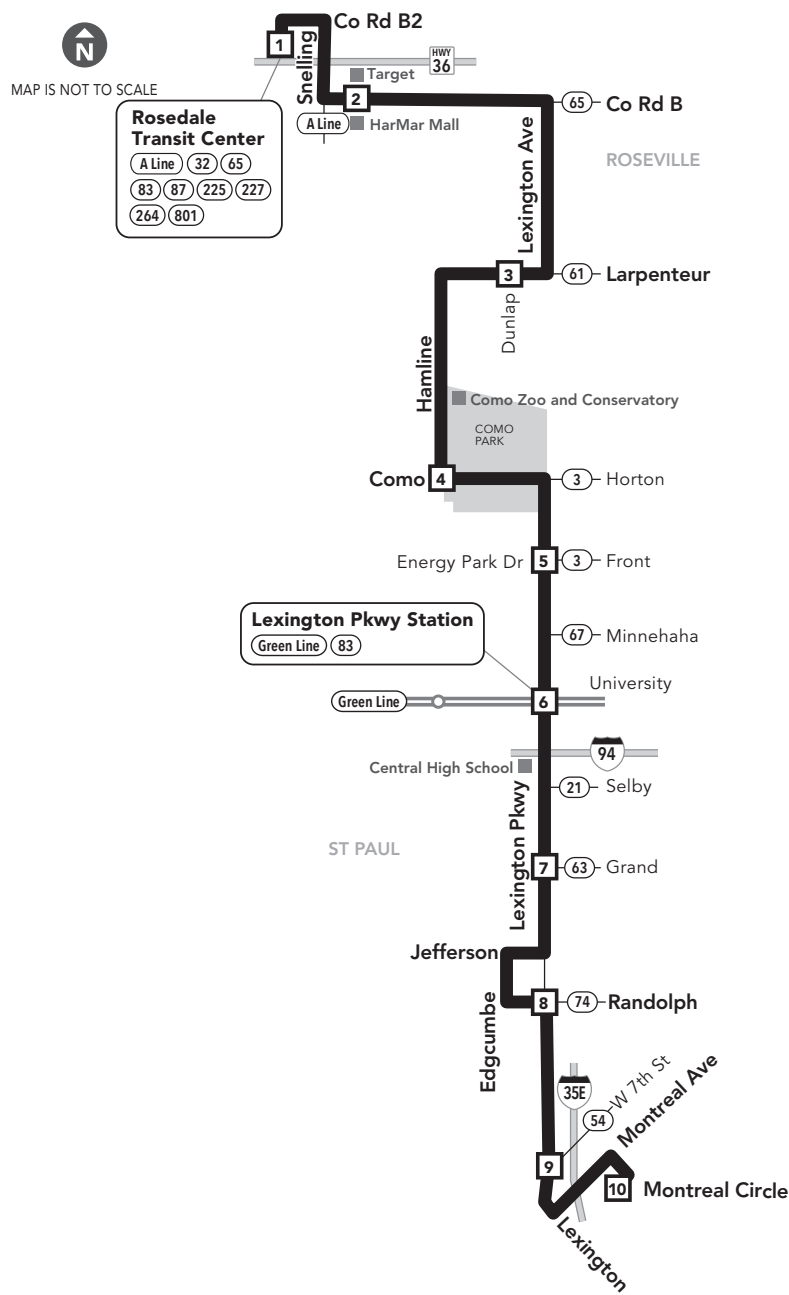 N
MAP IS NOT TO SCALE
Co Rd B2
1
Snelling
HWY
36
Target
2
A Line
HarMar Mall
65
Co Rd B
Rosedale
Transit Center
A Line 32 65
83 87 225 227
264 801
Lexington Ave
ROSEVILLE
3
61
Larpenteur
Dunlap
Hamline
Como Zoo and Conservatory
COMO
PARK
Como
4
3
Horton
Energy Park Dr
5
3
Front
Lexington Pkwy Station
Green Line 83
67
Minnehaha
University
Green Line
6
94
Central High School
21
Selby
Lexington Pkwy
ST PAUL
7
63
Grand
Jefferson
Edgcumbe
8
74
Randolph
35E
54
W 7th St
Montreal Ave
9
10
Montreal Circle
Lexington